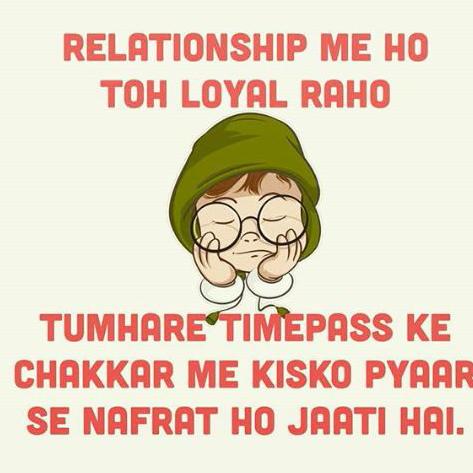 RELATIONSHIP ME HO
TOH LOYAL RAHO
TUMHARE TIMEPASS KE
CHAKKAR ME KISKO PYAAR
SE NAFRAT HO JAATI HAI.